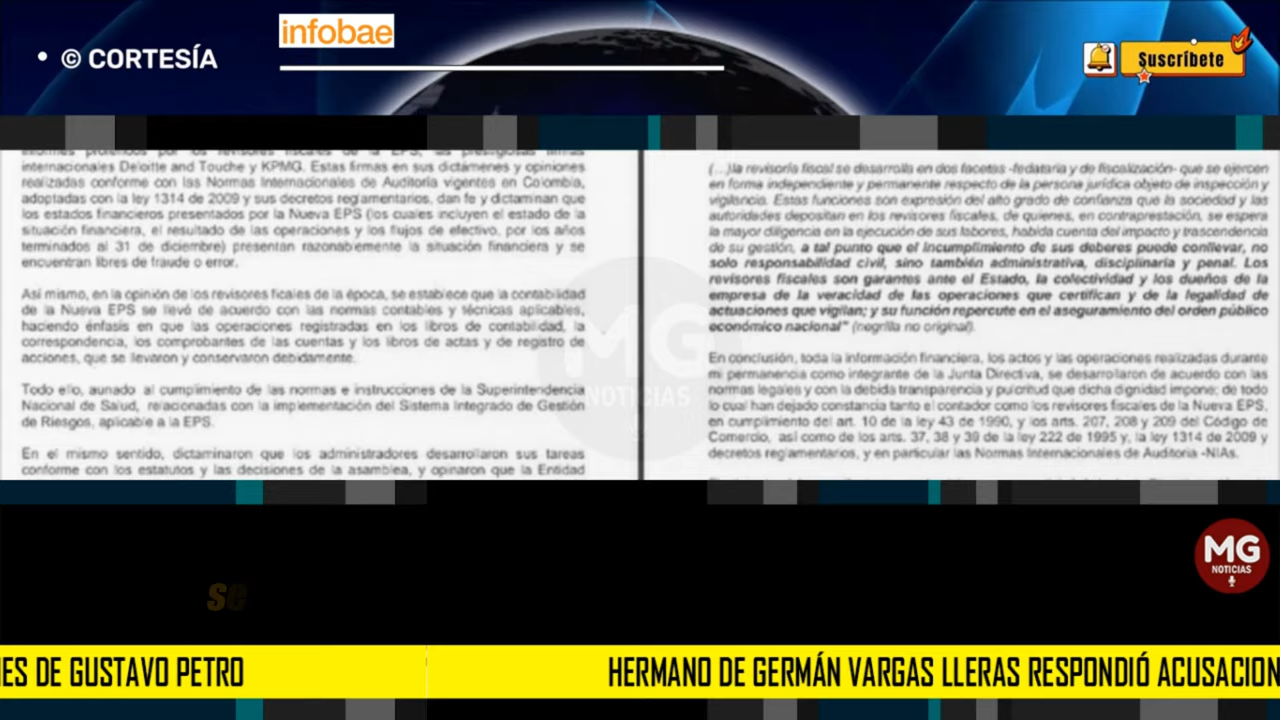 infobae
• © CORTESÍA
Suscríbete
informes proferidos por los revisores fiscales de la EPS, las prestigiosas firmas
internacionales Deloitte and Touche y KPMG. Estas firmas en sus dictámenes y opiniones
realizadas conforme con las Normas Internacionales de Auditoría vigentes en Colombia,
adoptadas con la ley 1314 de 2009 y sus decretos reglamentarios, dan fe y dictaminan que
los estados financieros presentados por la Nueva EPS (los cuales incluyen el estado de la
situación financiera, el resultado de las operaciones y los flujos de efectivo, por los años
terminados al 31 de diciembre) presentan razonablemente la situación financiera y se
encuentran libres de fraude o error.
Así mismo, en la opinión de los revisores ficales de la época, se establece que la contabilidad
de la Nueva EPS se llevó de acuerdo con las normas contables y técnicas aplicables,
haciendo énfasis en que las operaciones registradas en los libros de contabilidad, la
correspondencia, los comprobantes de las cuentas y los libros de actas y de registro de
acciones, que se llevaron y conservaron debidamente.
Todo ello, aunado al cumplimiento de las normas e instrucciones de la Superintendencia
Nacional de Salud, relacionadas con la implementación del Sistema Integrado de Gestión
de Riesgos, aplicable a la EPS.
En el mismo sentido, dictaminaron que los administradores desarrollaron sus tareas
conforme con los estatutos y las decisiones de la asamblea, y opinaron que la Entidad
(...)la revisoría fiscal se desarrolla en dos facetas -fedataria y de fiscalización- que se ejercen
en forma independiente y permanente respecto de la persona jurídica objeto de inspección y
vigilancia. Estas funciones son expresión del alto grado de confianza que la sociedad y las
autoridades depositan en los revisores fiscales, de quienes, en contraprestación, se espera
la mayor diligencia en la ejecución de sus labores, habida cuenta del impacto y trascendencia
de su gestión, a tal punto que el incumplimiento de sus deberes puede conllevar, no
solo responsabilidad civil, sino también administrativa, disciplinaria y penal. Los
revisores fiscales son garantes ante el Estado, la colectividad y los dueños de la
empresa de la veracidad de las operaciones que certifican y de la legalidad de
actuaciones que vigilan; y su función repercute en el aseguramiento del orden público
económico nacional" (negrilla no original).
En conclusión, toda la información financiera, los actos y las operaciones realizadas durante
mi permanencia como integrante de la Junta Directiva, se desarrollaron de acuerdo con las
normas legales y con la debida transparencia y pulcritud que dicha dignidad impone; de todo
lo cual han dejado constancia tanto el contador como los revisores fiscales de la Nueva EPS,
en cumplimiento del art. 10 de la ley 43 de 1990, y los arts. 207, 208 y 209 del Código de
Comercio, así como de los arts. 37, 38 y 39 de la ley 222 de 1995 y, la ley 1314 de 2009 y
decretos reglamentarios, y en particular las Normas Internacionales de Auditoria -NIAs.
MG
NOTICIAS
MG
NOTICIAS
se
IES DE GUSTAVO PETRO
HERMANO DE GERMÁN VARGAS LLERAS RESPONDIÓ ACUSACION